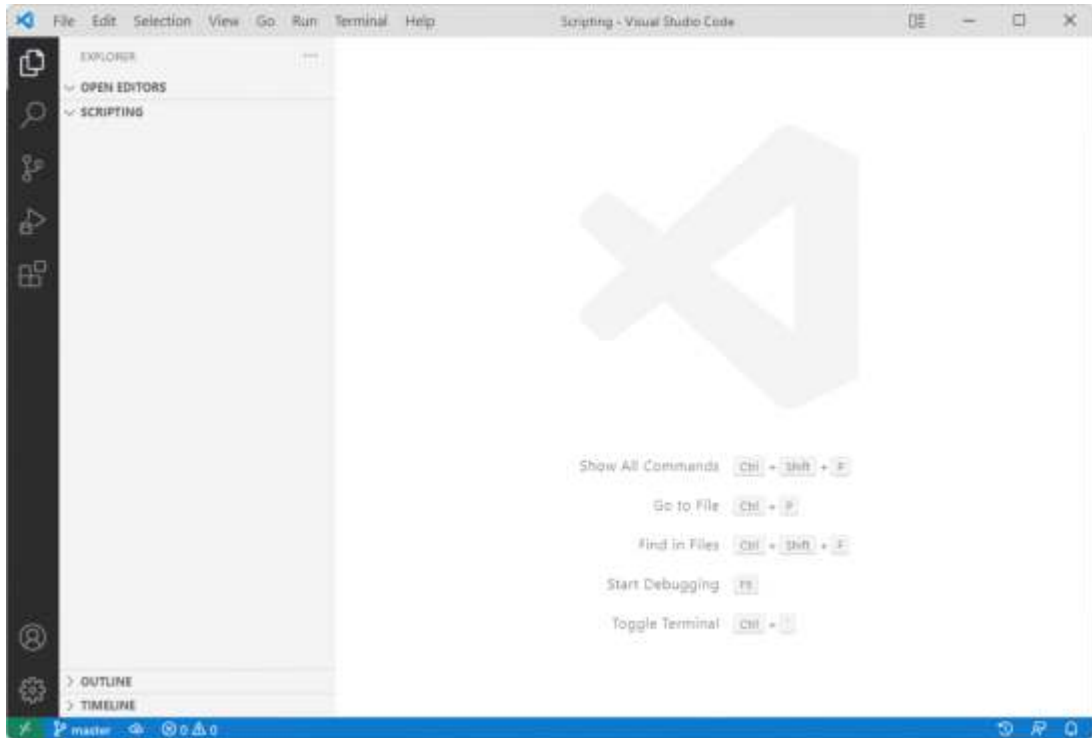 File Edit Selection View Go Run Terminal Help Scripting - Visual Studio Code
EXPLORER
OPEN EDITORS
SCRIPTING
Show All Commands Ctrl + Shift + P
Go to File Ctrl + P
Find in Files Ctrl + Shift + F
Start Debugging F5
Toggle Terminal Ctrl + `
OUTLINE
TIMELINE
master 0 0